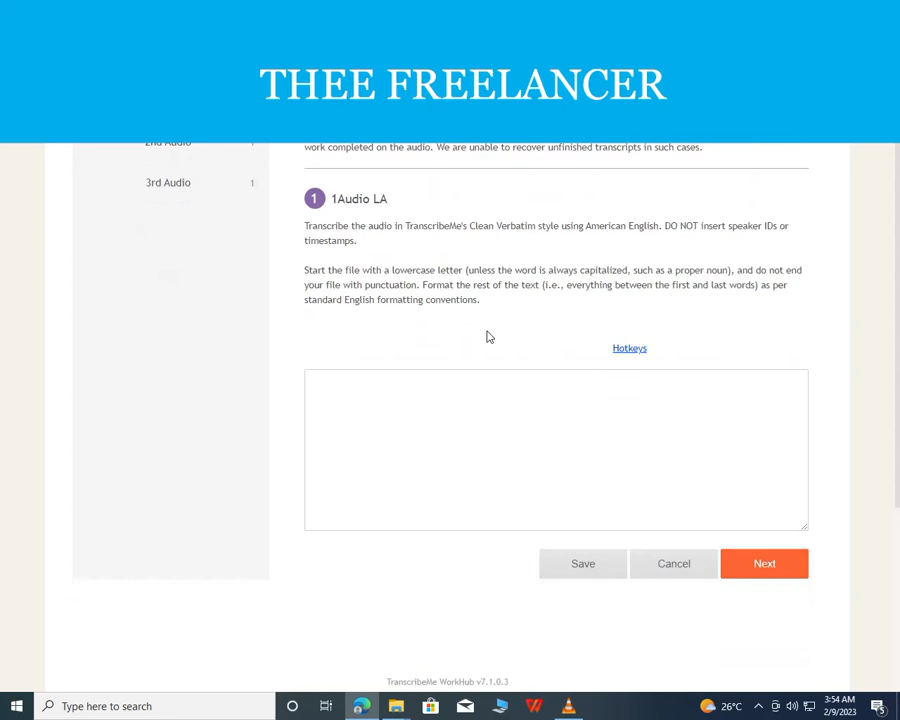 THEE FREELANCER
2nd Audio 1
work completed on the audio. We are unable to recover unfinished transcripts in such cases.
3rd Audio 1
1 1Audio LA
Transcribe the audio in TranscribeMe's Clean Verbatim style using American English. DO NOT insert speaker IDs or
timestamps.
Start the file with a lowercase letter (unless the word is always capitalized, such as a proper noun), and do not end
your file with punctuation. Format the rest of the text (i.e., everything between the first and last words) as per
standard English formatting conventions.
Hotkeys
Save Cancel Next
TranscribeMe WorkHub v7.1.0.3
Type here to search
26°C
3:54 AM
2/9/2023
5